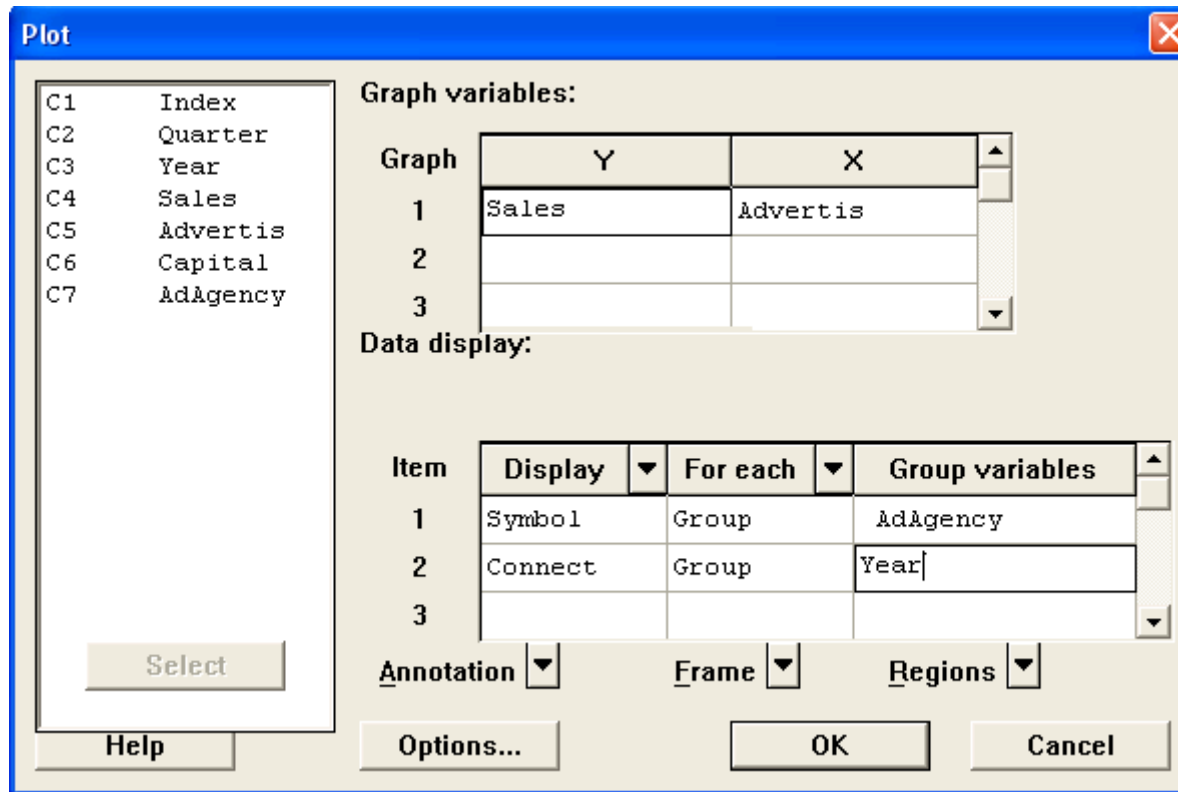 Plot
C1 Index
C2 Quarter
C3 Year
C4 Sales
C5 Advertis
C6 Capital
C7 AdAgency
Select
Help
Graph variables:
Graph Y X
1 Sales Advertis
2
3
Data display:
Item Display For each Group variables
1 Symbol Group AdAgency
2 Connect Group Year
3
Annotation Frame Regions
Options... OK Cancel